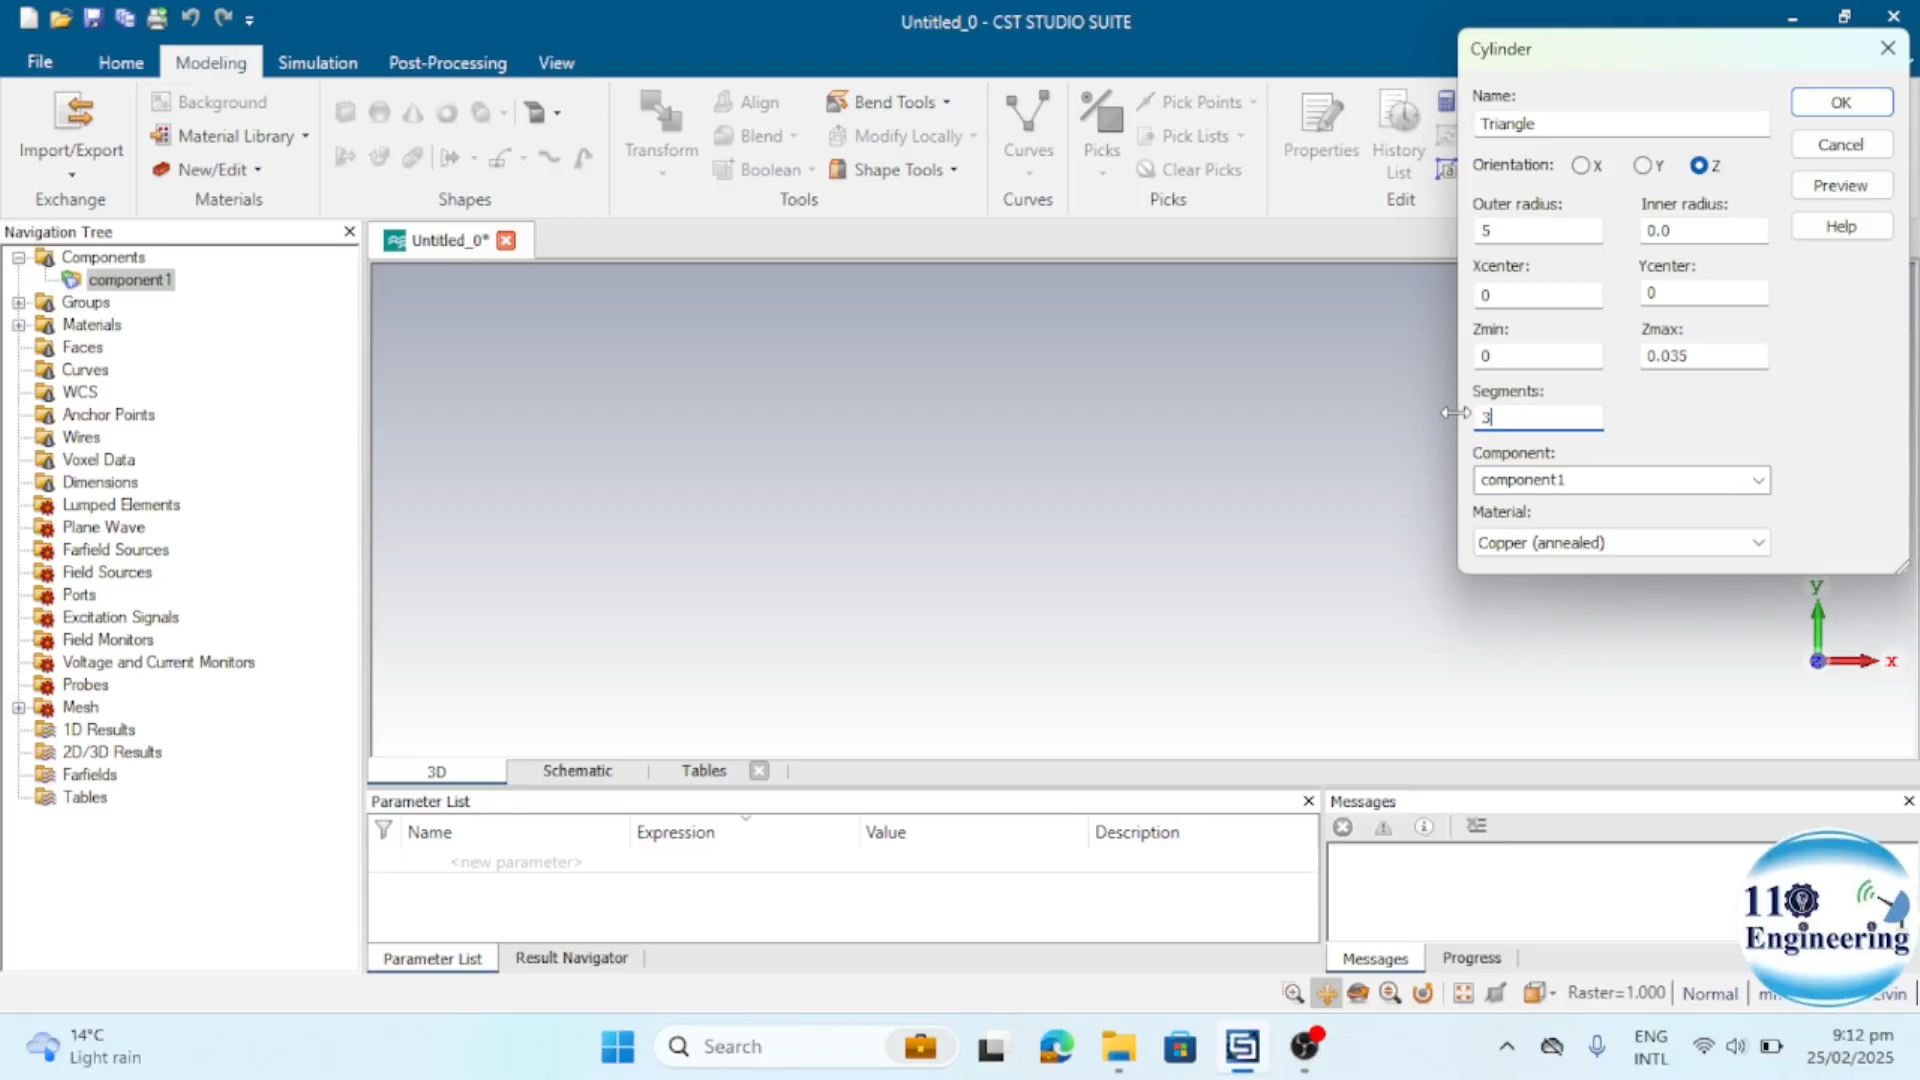 Untitled_0 - CST STUDIO SUITE
File
Home
Modeling
Simulation
Post-Processing
View
Import/Export
Exchange
Background
Material Library
New/Edit
Materials
Shapes
Transform
Align
Blend
Boolean
Bend Tools
Modify Locally
Shape Tools
Tools
Curves
Curves
Picks
Pick Points
Pick Lists
Clear Picks
Picks
Properties
History
List
Edit
Cylinder
Name:
Triangle
Orientation:
X
Y
Z
Outer radius:
Inner radius:
5
0.0
Xcenter:
Ycenter:
0
0
Zmin:
Zmax:
0
0.035
Segments:
3
Component:
component1
Material:
Copper (annealed)
OK
Cancel
Preview
Help
Navigation Tree
Components
component1
Groups
Materials
Faces
Curves
WCS
Anchor Points
Wires
Voxel Data
Dimensions
Lumped Elements
Plane Wave
Farfield Sources
Field Sources
Ports
Excitation Signals
Field Monitors
Voltage and Current Monitors
Probes
Mesh
1D Results
2D/3D Results
Farfields
Tables
Untitled_0*
y
z
x
3D
Schematic
Tables
Parameter List
Name
Expression
Value
Description
<new parameter>
Parameter List
Result Navigator
Messages
Messages
Progress
110
Engineering
Raster=1.000
Normal
14°C
Light rain
Search
ENG
INTL
9:12 pm
25/02/2025